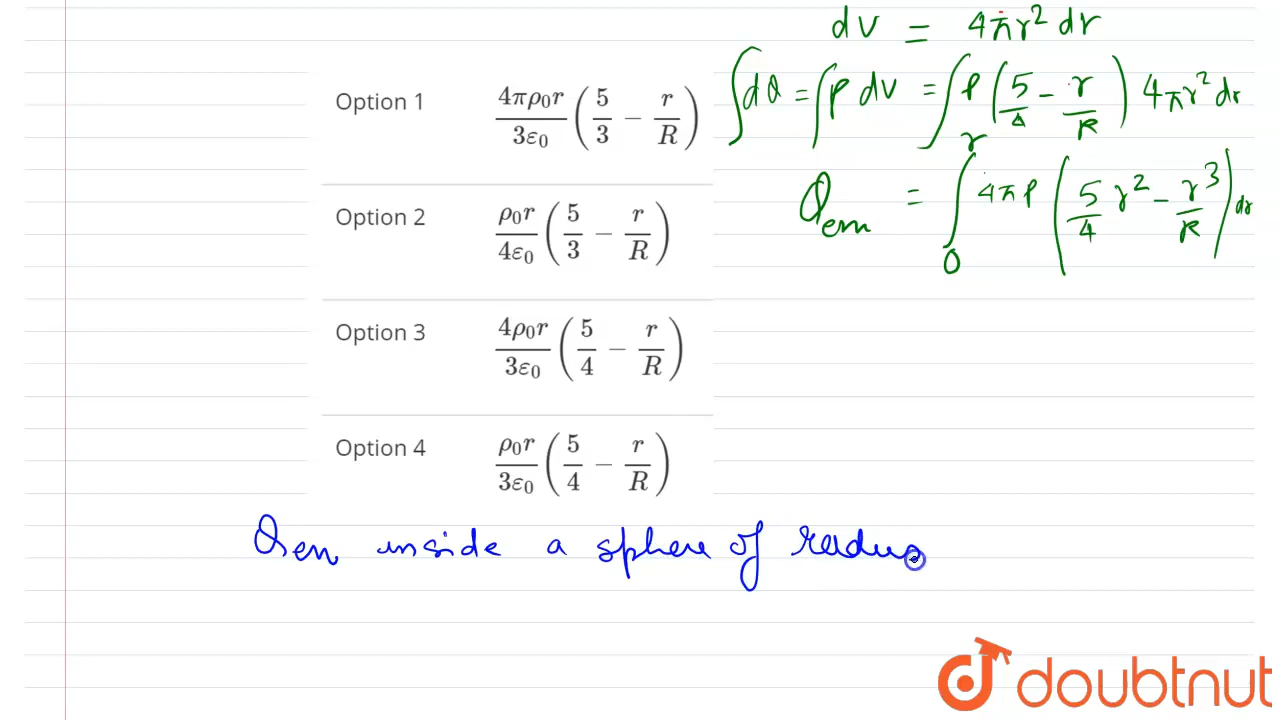 dv = 4πr² dr
∫dQ = ∫ρ dv = ∫ρ(5/4 − r/R) 4πr² dr
Qen = ∫₀ʳ 4πρ (5/4 r² − r³/R) dr
Option 1 4πρ₀r/3ε₀ (5/3 − r/R)
Option 2 ρ₀r/4ε₀ (5/3 − r/R)
Option 3 4ρ₀r/3ε₀ (5/4 − r/R)
Option 4 ρ₀r/3ε₀ (5/4 − r/R)
Qen inside a sphere of radius
doubtnut